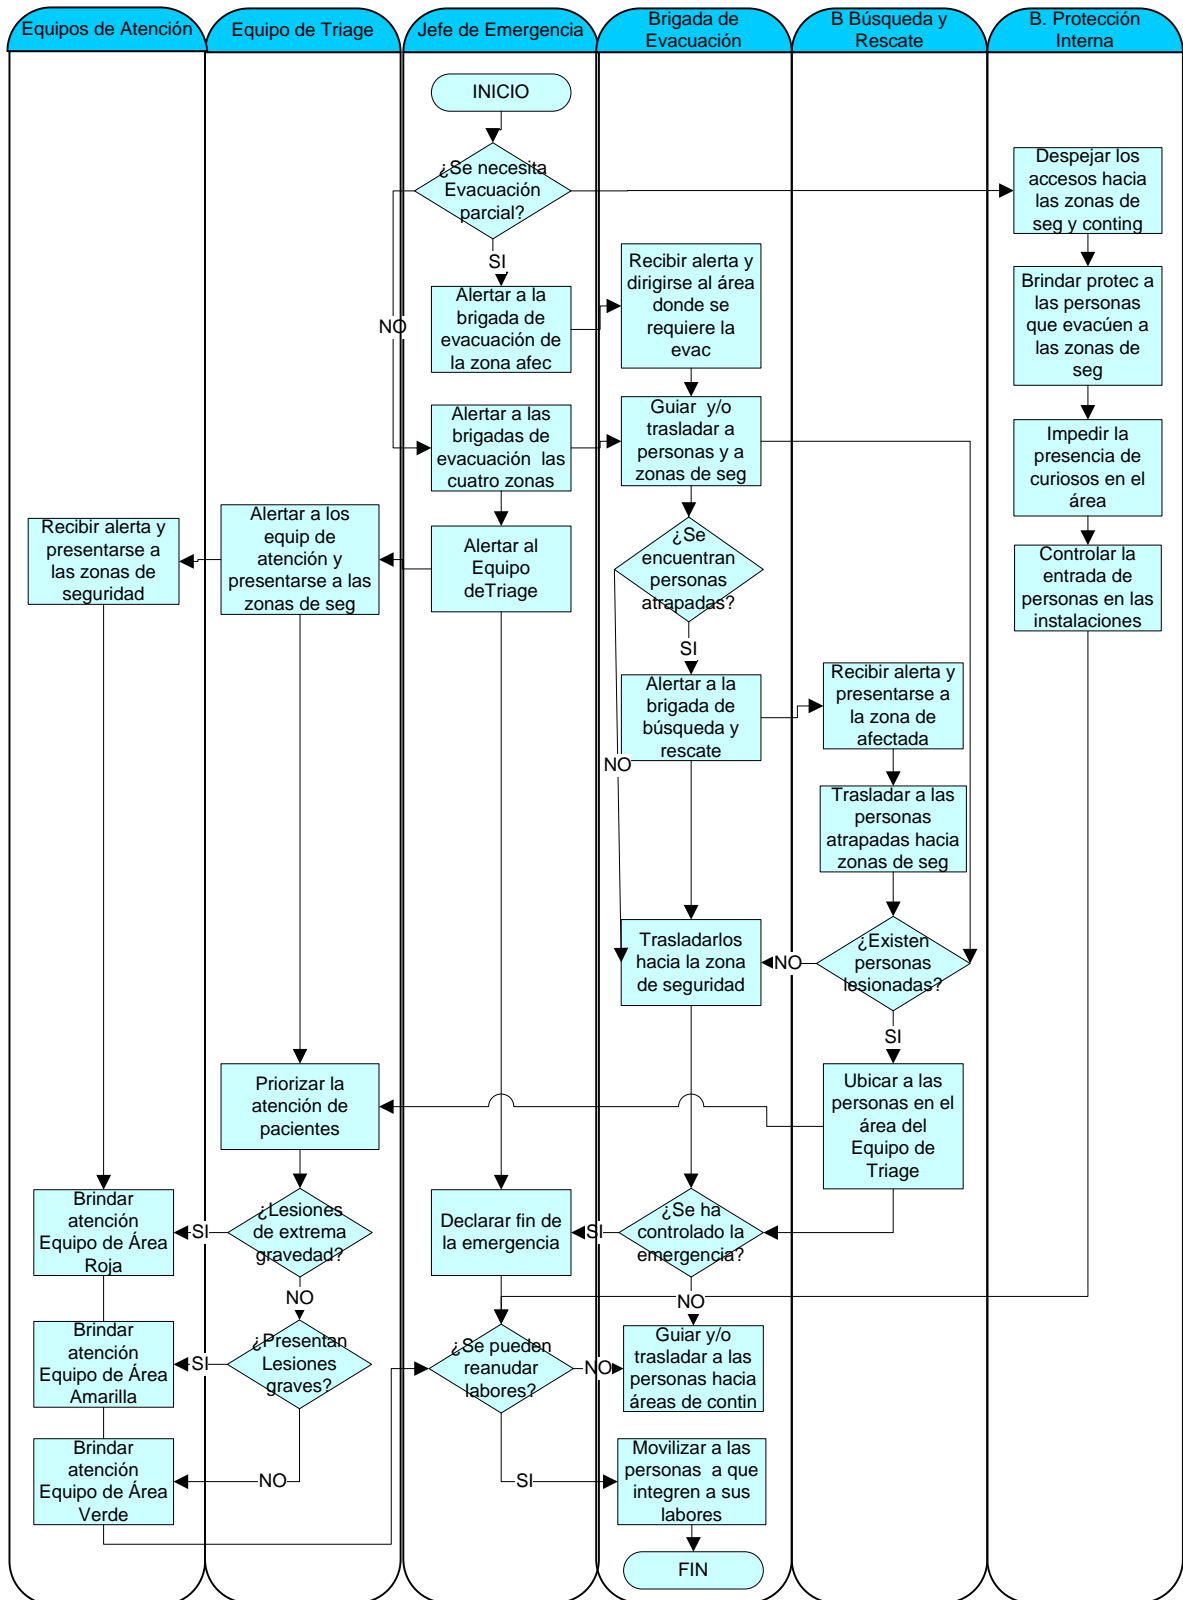 Equipos de Atención
Equipo de Triage
Jefe de Emergencia
Brigada de
Evacuación
B Búsqueda y
Rescate
B. Protección
Interna
INICIO
¿Se necesita
Evacuación
parcial?
SI
NO
Alertar a la
brigada de
evacuación de
la zona afec
Recibir alerta y
dirigirse al área
donde se
requiere la
evac
Despejar los
accesos hacia
las zonas de
seg y conting
Brindar protec a
las personas
que evacúen a
las zonas de
seg
Alertar a las
brigadas de
evacuación las
cuatro zonas
Guiar y/o
trasladar a
personas y a
zonas de seg
Impedir la
presencia de
curiosos en el
área
Recibir alerta y
presentarse a
las zonas de
seguridad
Alertar a los
equip de
atención y
presentarse a las
zonas de seg
Alertar al
Equipo
deTriage
¿Se
encuentran
personas
atrapadas?
Controlar la
entrada de
personas en las
instalaciones
SI
NO
Alertar a la
brigada de
búsqueda y
rescate
Recibir alerta y
presentarse a
la zona de
afectada
Trasladar a las
personas
atrapadas hacia
zonas de seg
Trasladarlos
hacia la zona
de seguridad
NO
¿Existen
personas
lesionadas?
SI
Priorizar la
atención de
pacientes
Ubicar a las
personas en el
área del
Equipo de
Triage
Brindar
atención
Equipo de Área
Roja
SI
¿Lesiones
de extrema
gravedad?
NO
Declarar fin de
la emergencia
SI
¿Se ha
controlado la
emergencia?
NO
Brindar
atención
Equipo de Área
Amarilla
SI
¿Presentan
Lesiones
graves?
NO
¿Se pueden
reanudar
labores?
NO
SI
Guiar y/o
trasladar a las
personas hacia
áreas de contin
Brindar
atención
Equipo de Área
Verde
Movilizar a las
personas a que
integren a sus
labores
FIN